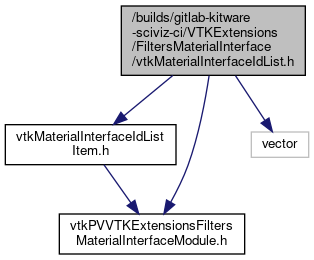 /builds/gitlab-kitware
-sciviz-ci/VTKExtensions
/FiltersMaterialInterface
/vtkMaterialInterfaceIdList.h
vtkMaterialInterfaceIdList
Item.h
vector
vtkPVVTKExtensionsFilters
MaterialInterfaceModule.h